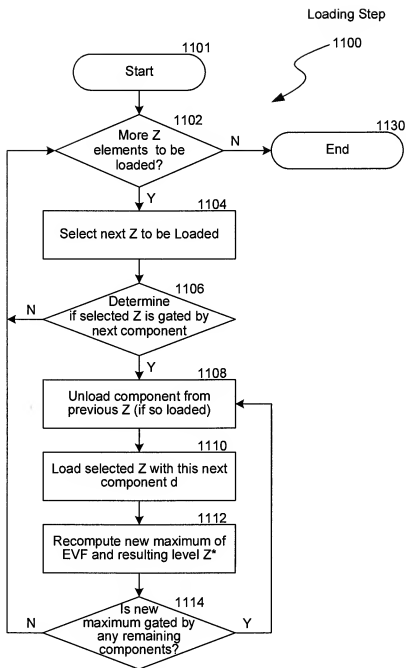 Loading Step
1100
1101
Start
1102
More Z
elements to be
loaded?
N
1130
End
Y
1104
Select next Z to be Loaded
1106
Determine
if selected Z is gated by
next component
N
Y
1108
Unload component from
previous Z (if so loaded)
1110
Load selected Z with this next
component d
1112
Recompute new maximum of
EVF and resulting level Z*
1114
Is new
maximum gated by
any remaining
components?
N
Y